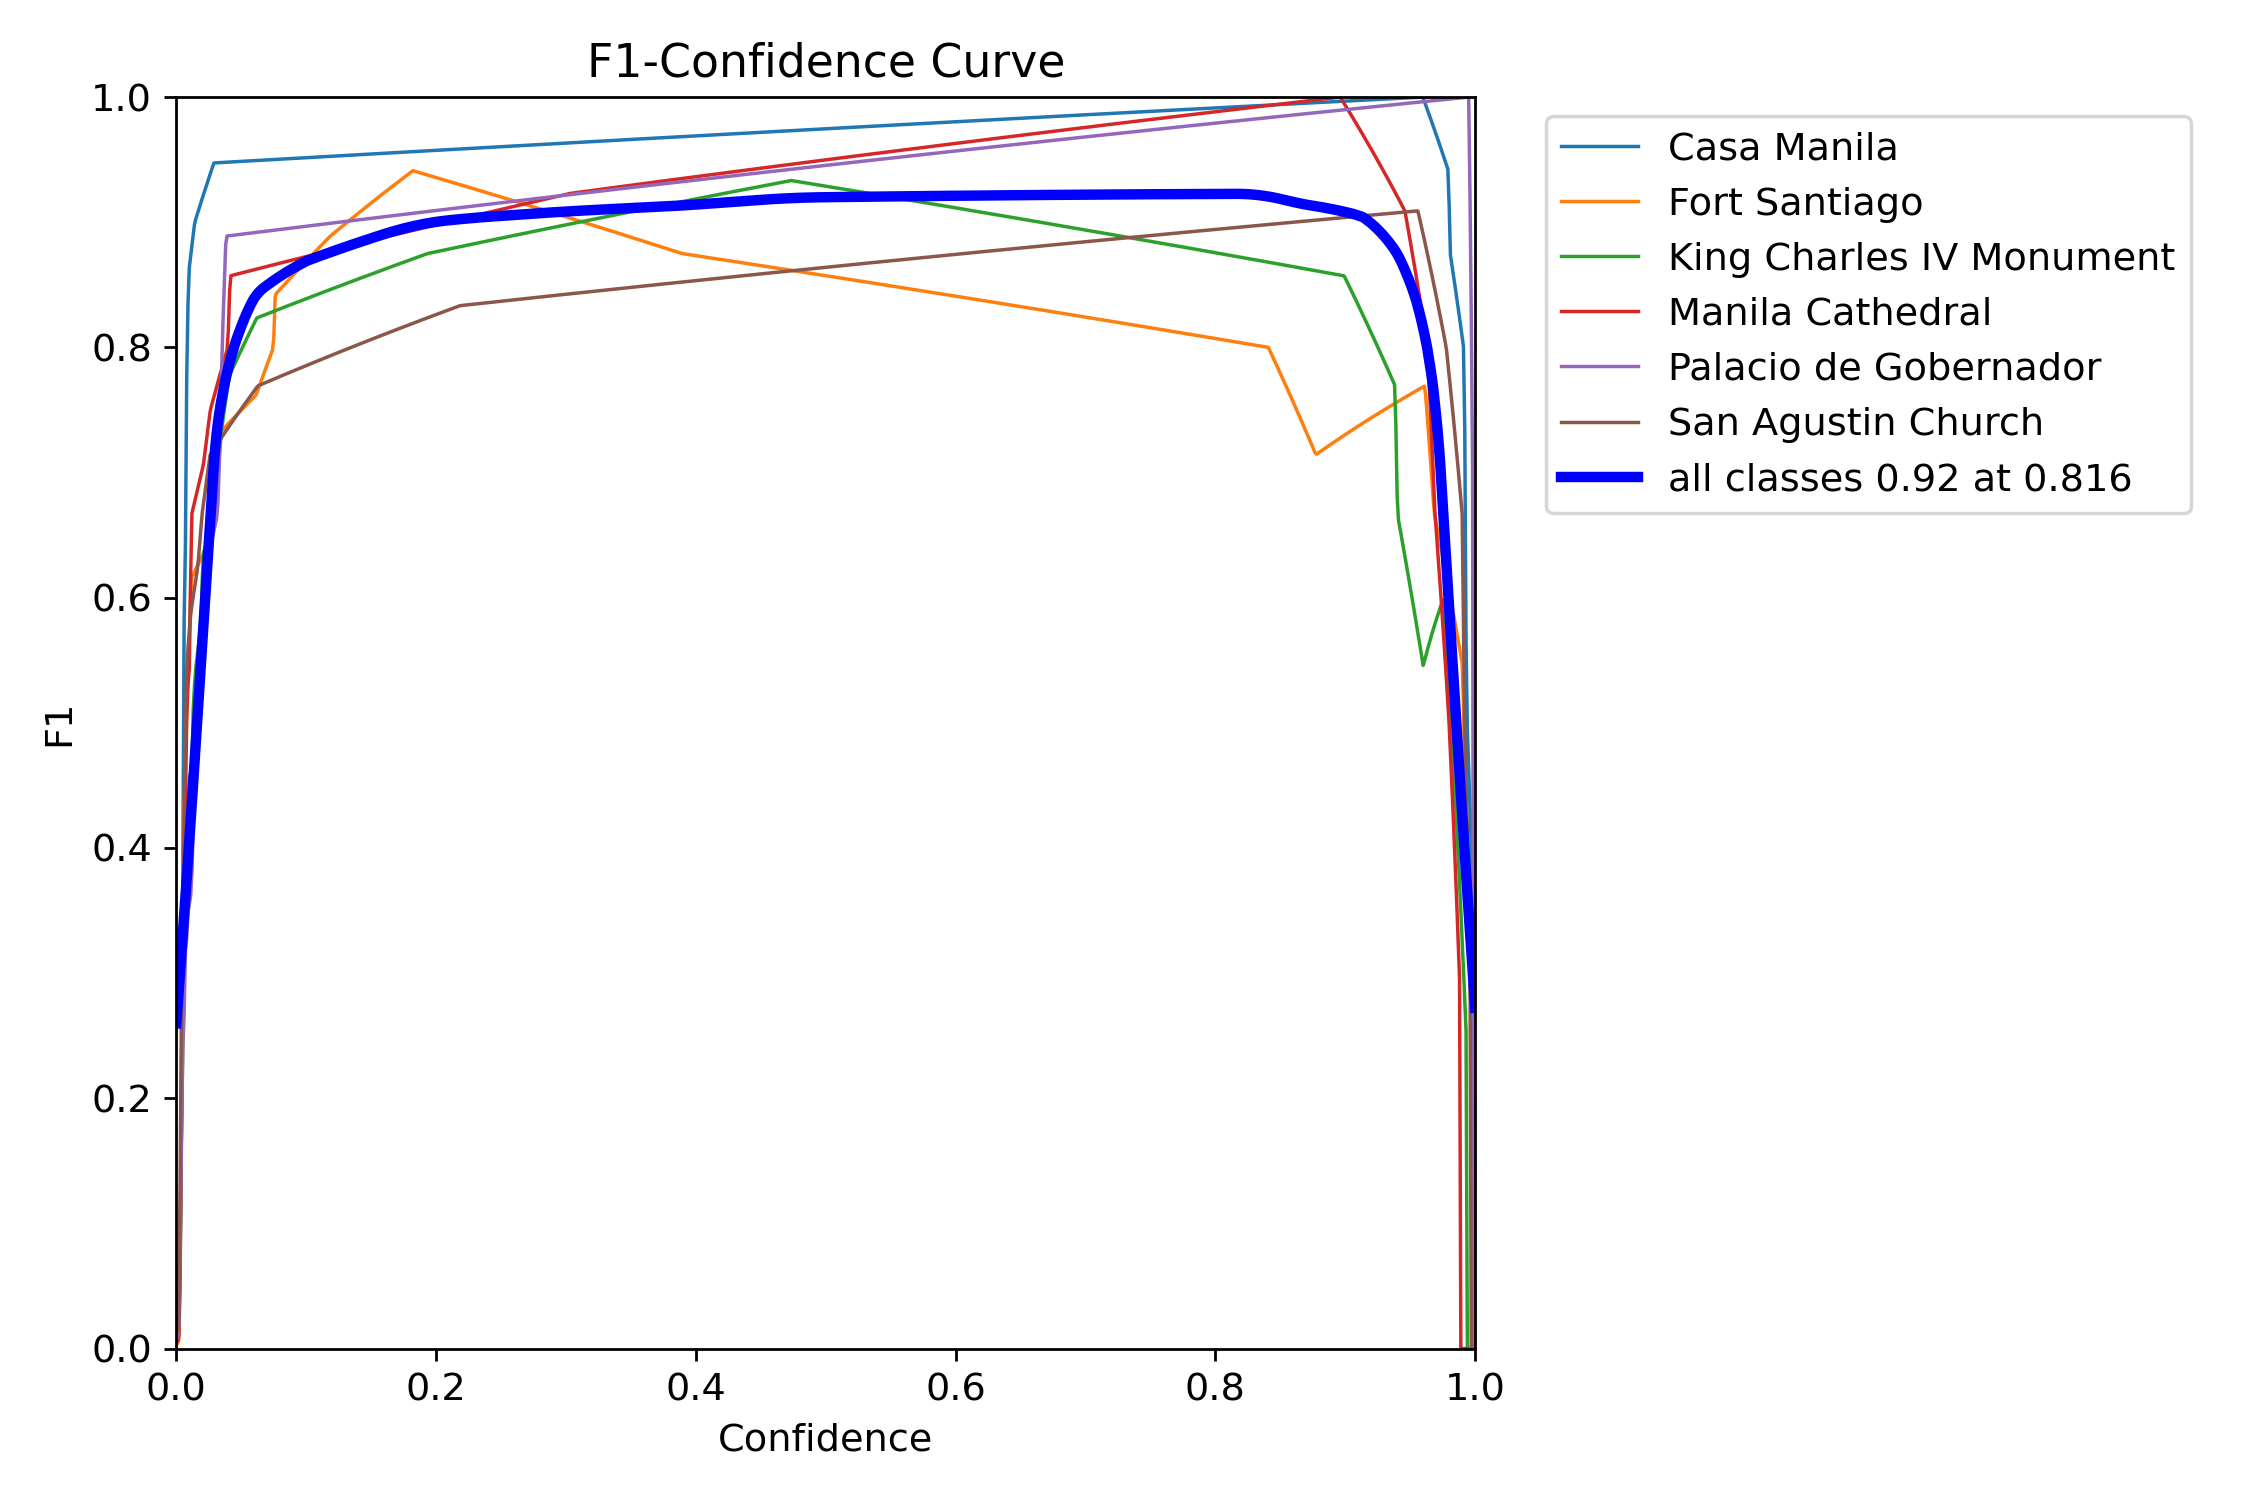 F1-Confidence Curve
1.0
0.8
0.6
0.4
0.2
0.0
F1
0.0 0.2 0.4 0.6 0.8 1.0
Confidence
Casa Manila
Fort Santiago
King Charles IV Monument
Manila Cathedral
Palacio de Gobernador
San Agustin Church
all classes 0.92 at 0.816